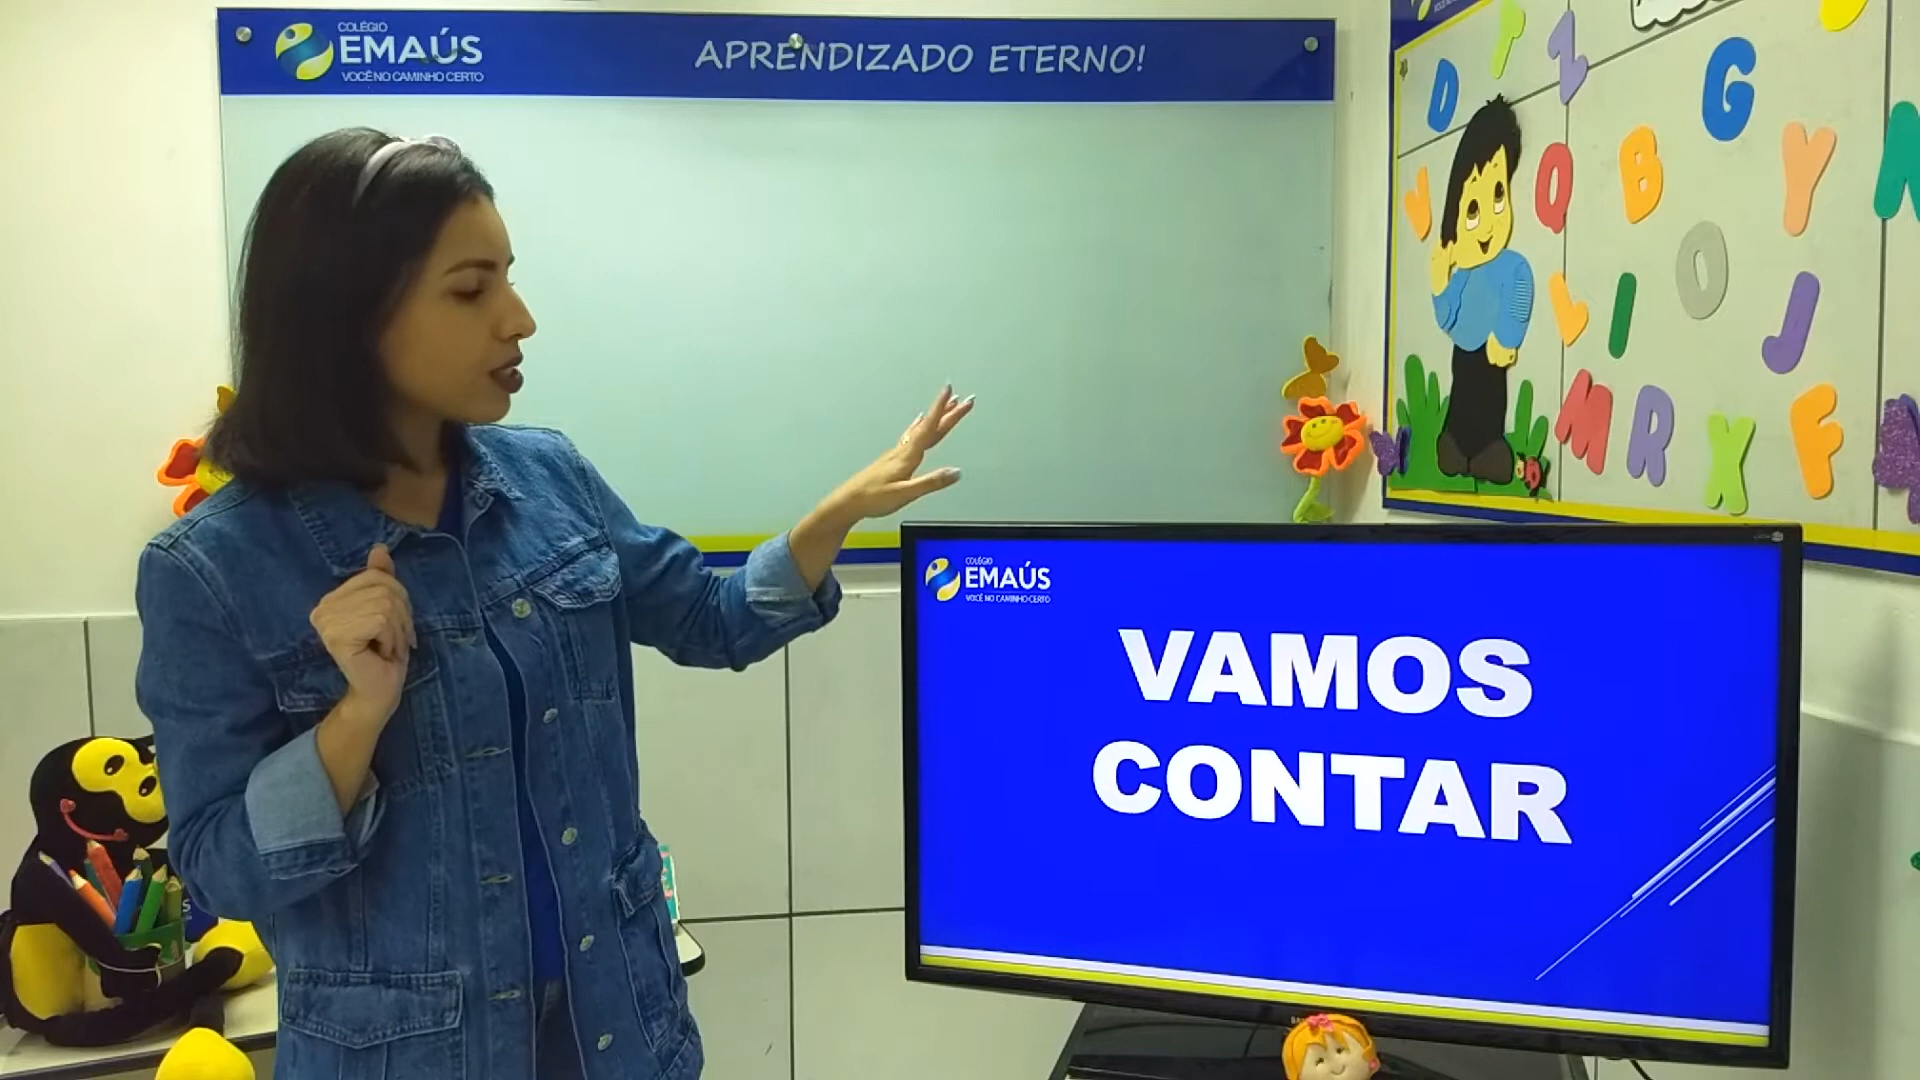 COLÉGIO
EMAÚS
VOCÊ NO CAMINHO CERTO
APRENDIZADO ETERNO!
D
T
Z
G
V
Q
B
Y
O
L
I
J
M
R
X
F
COLÉGIO
EMAÚS
VOCÊ NO CAMINHO CERTO
VAMOS
CONTAR